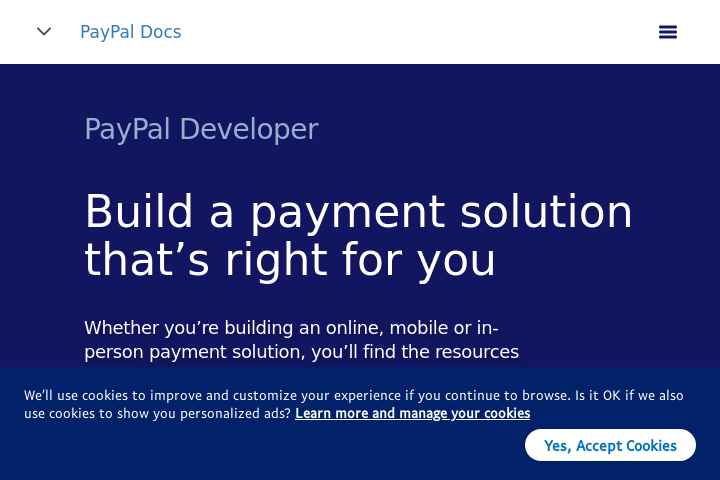 PayPal Docs
PayPal Developer
Build a payment solution
that’s right for you
Whether you’re building an online, mobile or in-
person payment solution, you’ll find the resources
We’ll use cookies to improve and customize your experience if you continue to browse. Is it OK if we also
use cookies to show you personalized ads? Learn more and manage your cookies
Yes, Accept Cookies